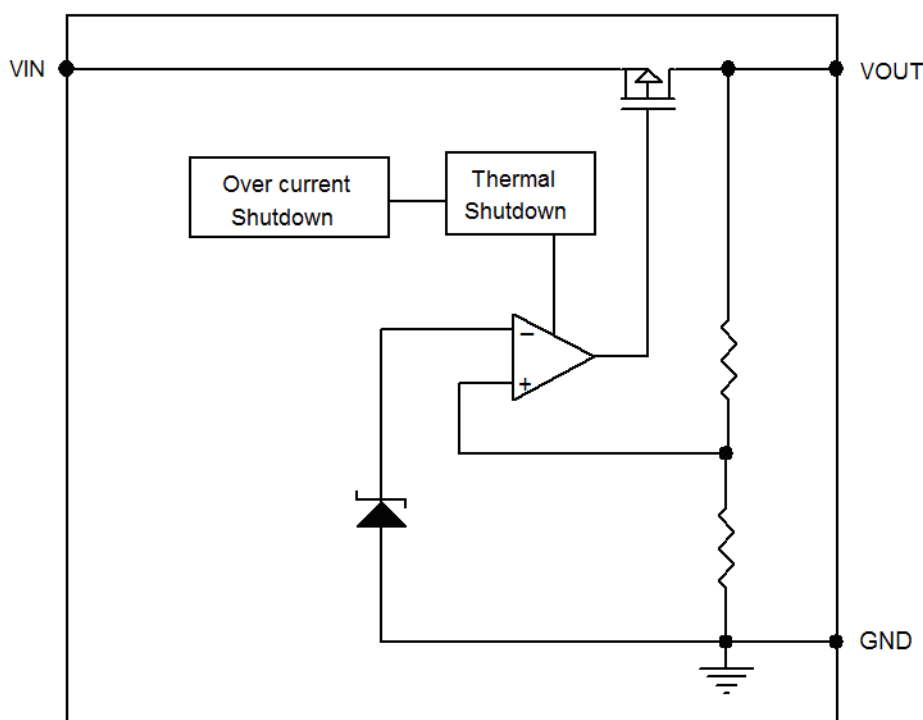 VIN
VOUT
Over current
Shutdown
Thermal
Shutdown
−
+
GND